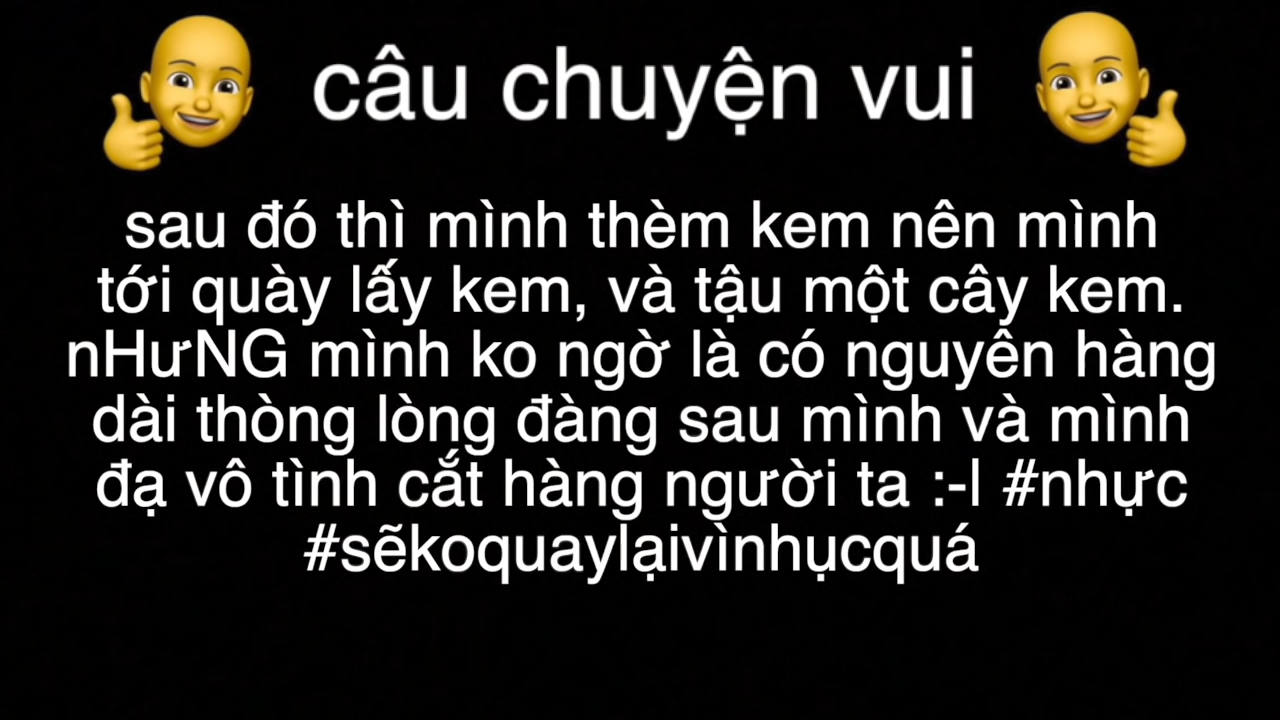 câu chuyện vui
sau đó thì mình thèm kem nên mình
tới quày lấy kem, và tậu một cây kem.
nHưNG mình ko ngờ là có nguyên hàng
dài thòng lòng đàng sau mình và mình
đạ vô tình cắt hàng người ta :-l #nhực
#sẽkoquaylạivìnhụcquá